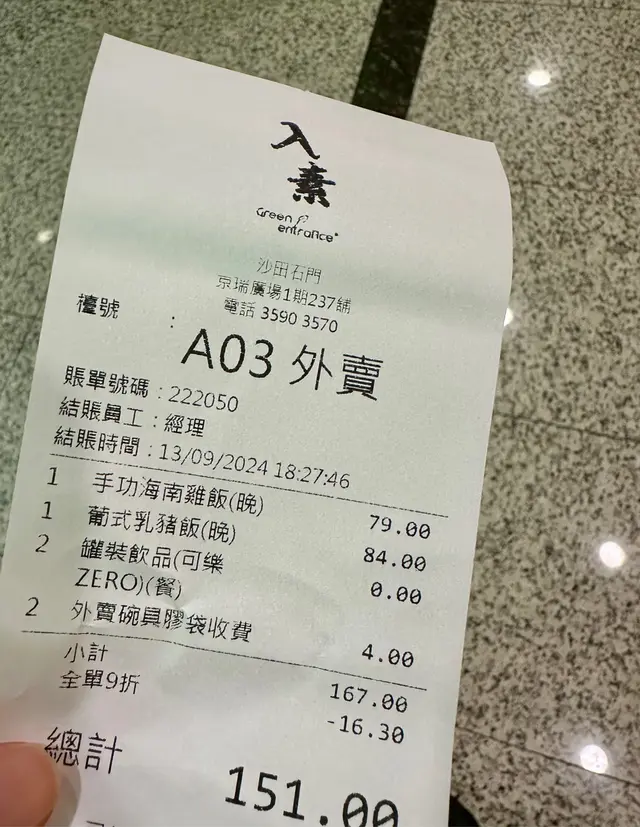 入
素
Green
entrance
沙田石門
京瑞廣場1期237舖
電話 3590 3570
檯號 :
A03 外賣
賬單號碼 : 222050
結賬員工 : 經理
結賬時間 : 13/09/2024 18:27:46
1 手功海南雞飯(晚) 79.00
1 葡式乳豬飯(晚) 84.00
2 罐裝飲品(可樂 0.00
ZERO)(餐)
2 外賣碗具膠袋收費 4.00
小計 167.00
全單9折 -16.30
總計 151.00